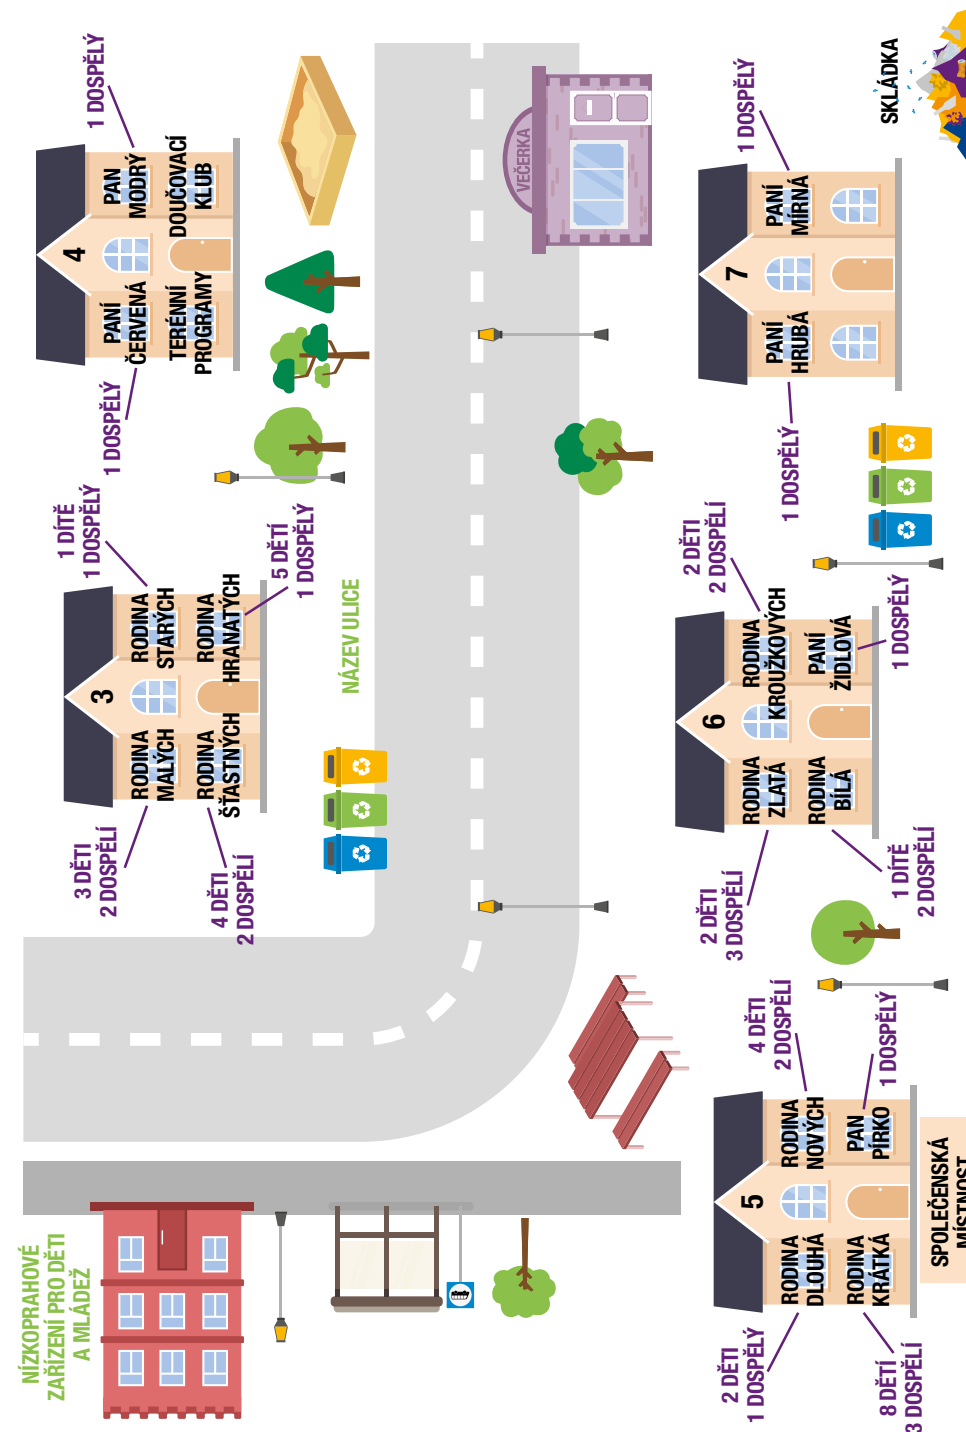 NÍZKOPRAHOVÉ
ZAŘÍZENÍ PRO DĚTI
A MLÁDEŽ
3 DĚTI
2 DOSPĚLÍ
1 DÍTĚ
1 DOSPĚLÝ
3
RODINA
MALÝCH
RODINA
STARÝCH
RODINA
ŠŤASTNÝCH
RODINA
HRANATÝCH
4 DĚTI
2 DOSPĚLÍ
5 DĚTÍ
1 DOSPĚLÝ
NÁZEV ULICE
1 DOSPĚLÝ
1 DOSPĚLÝ
4
PANÍ
ČERVENÁ
PAN
MODRÝ
TERÉNNÍ
PROGRAMY
DOUČOVACÍ
KLUB
VEČERKA
2 DĚTI
1 DOSPĚLÝ
4 DĚTI
2 DOSPĚLÍ
5
RODINA
DLOUHÁ
RODINA
NOVÝCH
RODINA
KRÁTKÁ
PAN
PÍRKO
8 DĚTÍ
3 DOSPĚLÍ
1 DOSPĚLÝ
SPOLEČENSKÁ
MÍSTNOST
2 DĚTI
3 DOSPĚLÍ
2 DĚTI
2 DOSPĚLÍ
6
RODINA
ZLATÁ
RODINA
KROUŽKOVÝCH
RODINA
BÍLÁ
PANÍ
ŽIDLOVÁ
1 DÍTĚ
2 DOSPĚLÍ
1 DOSPĚLÝ
1 DOSPĚLÝ
1 DOSPĚLÝ
7
PANÍ
HRUBÁ
PANÍ
MÍRNÁ
SKLÁDKA